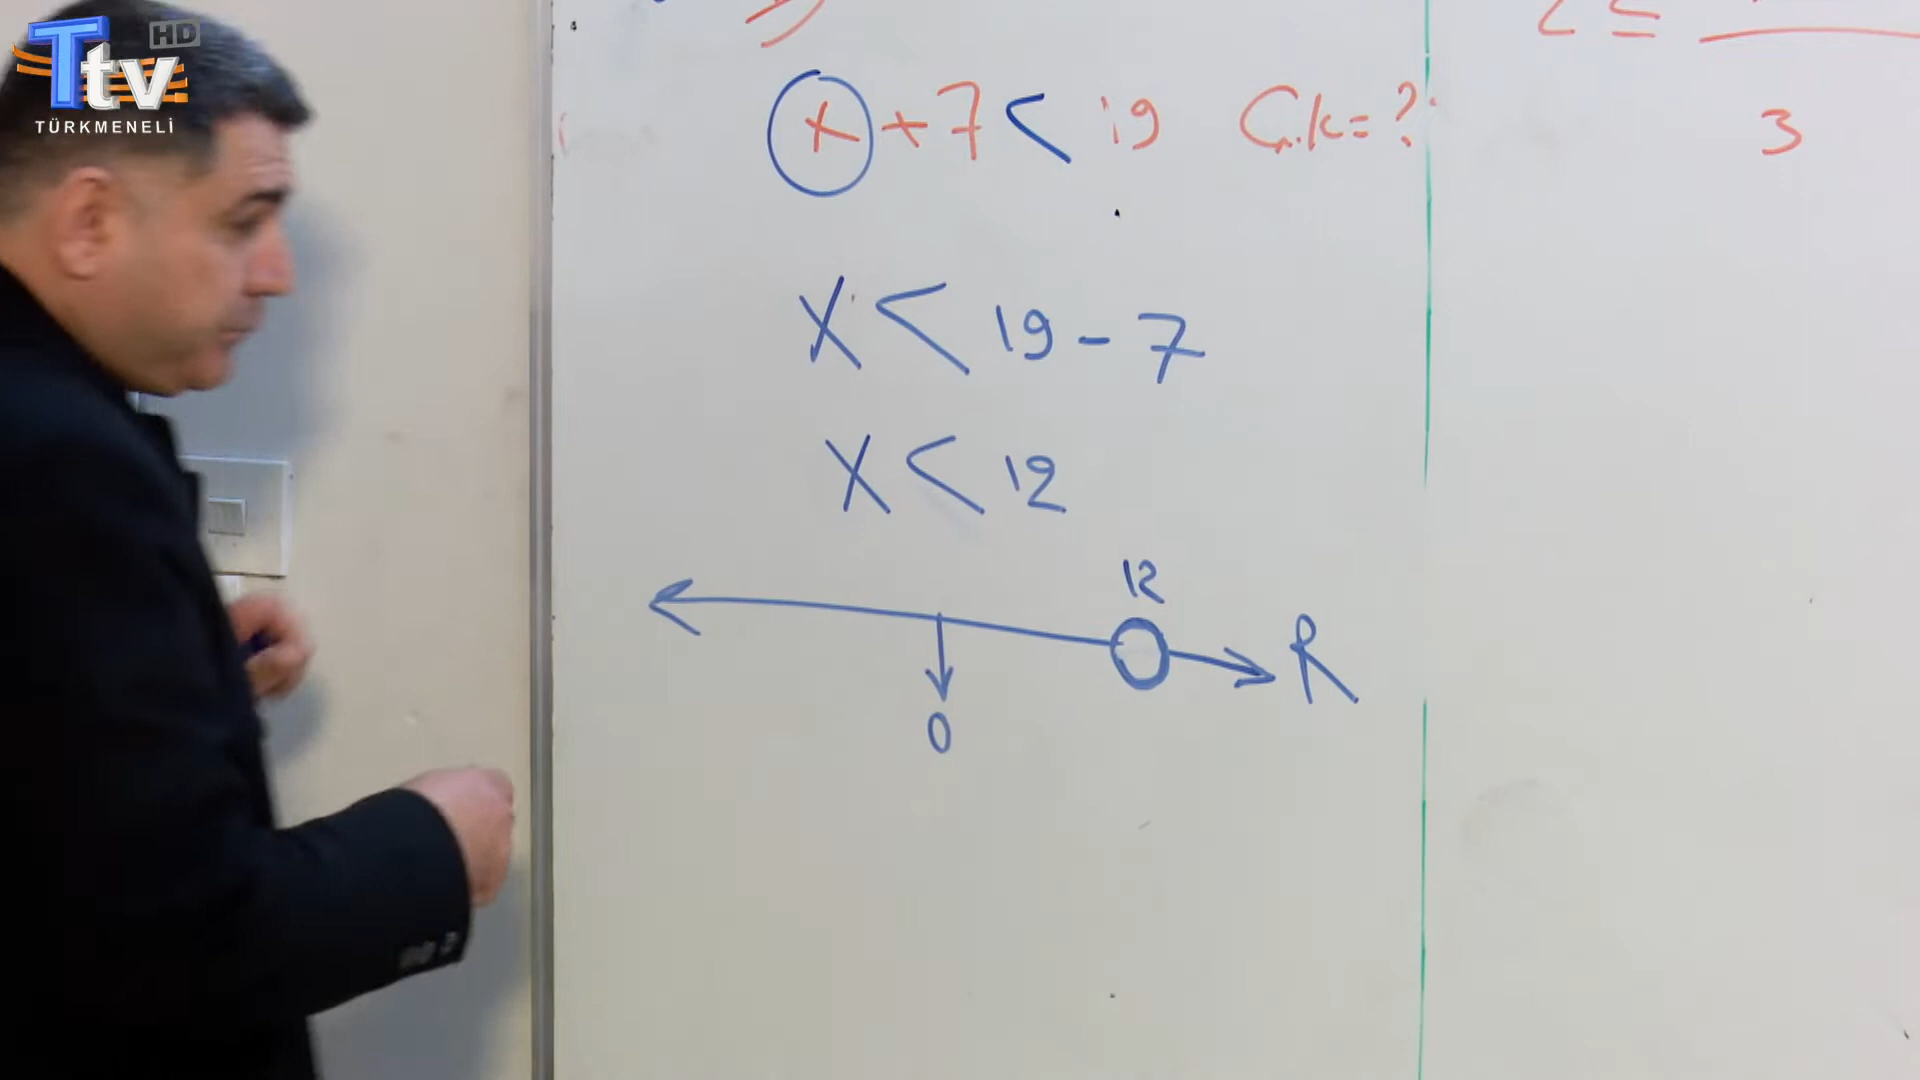 Ttv HD
TÜRKMENELİ
x + 7 < 19 Ç.k = ?
X < 19 - 7
X < 12
12
R
0
≤
3